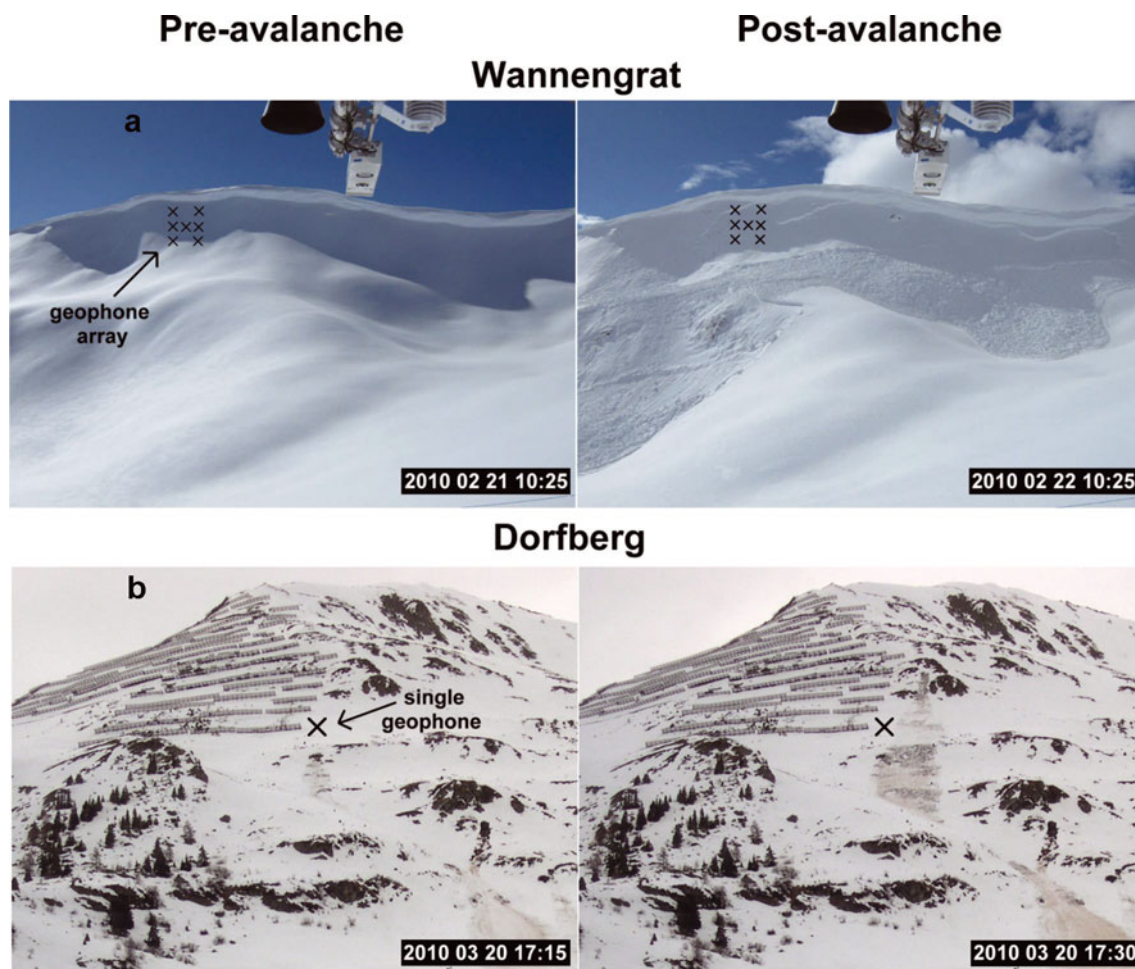 Pre-avalanche
Post-avalanche
Wannengrat
a
geophone
array
2010 02 21 10:25
2010 02 22 10:25
Dorfberg
b
single
geophone
2010 03 20 17:15
2010 03 20 17:30